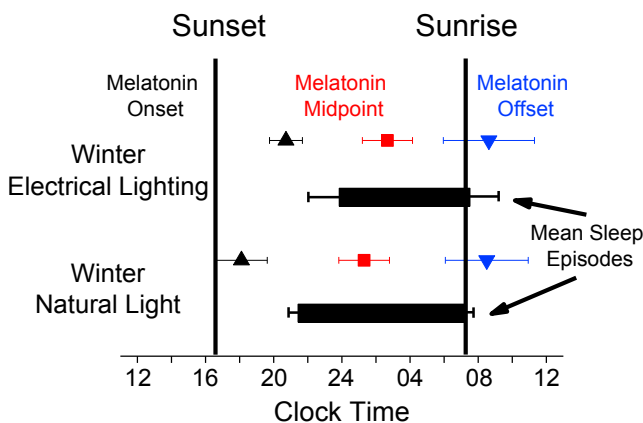 Sunset Sunrise
Melatonin Onset
Melatonin Midpoint
Melatonin Offset
Winter
Electrical Lighting
Mean Sleep
Episodes
Winter
Natural Light
12 16 20 24 04 08 12
Clock Time